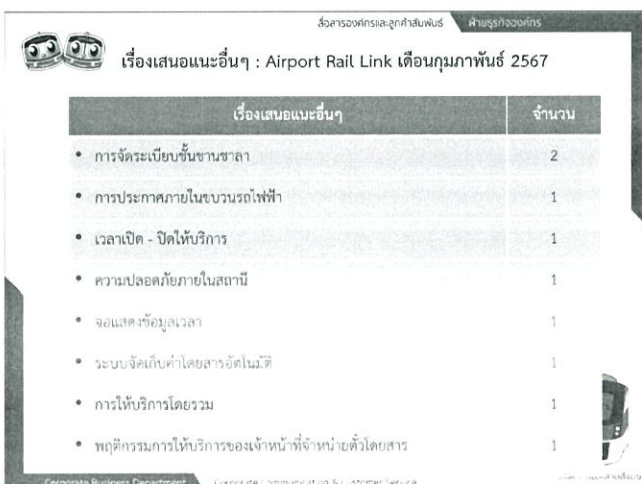 สื่อสารองค์กรและลูกค้าสัมพันธ์ ฝ่ายธุรกิจองค์กร
เรื่องเสนอแนะอื่นๆ : Airport Rail Link เดือนกุมภาพันธ์ 2567
เรื่องเสนอแนะอื่นๆ จำนวน
• การจัดระเบียบชั้นชานชาลา 2
• การประกาศภายในขบวนรถไฟฟ้า 1
• เวลาเปิด - ปิดให้บริการ 1
• ความปลอดภัยภายในสถานี 1
• จอแสดงข้อมูลเวลา 1
• ระบบจัดเก็บค่าโดยสารอัตโนมัติ 1
• การให้บริการโดยรวม 1
• พฤติกรรมการให้บริการของเจ้าหน้าที่จำหน่ายตั๋วโดยสาร 1
Corporate Business Department Corporate Communication & Customer Service